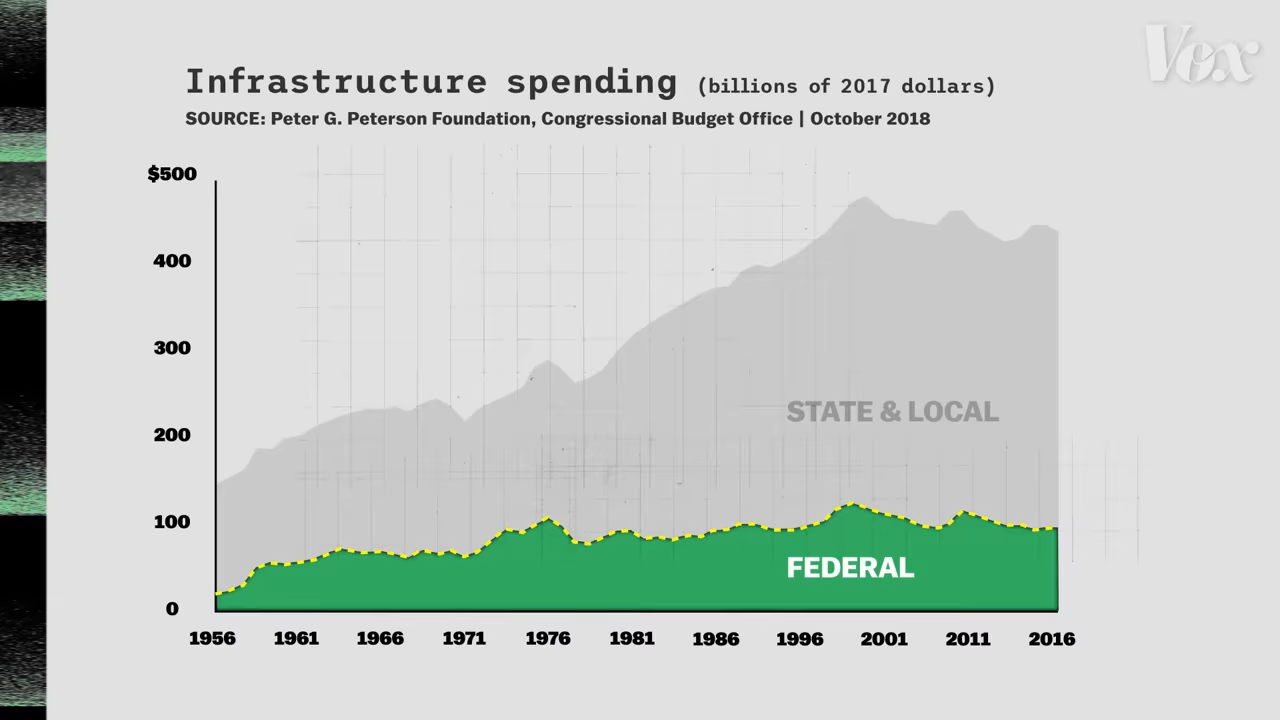 Vox
Infrastructure spending (billions of 2017 dollars)
SOURCE: Peter G. Peterson Foundation, Congressional Budget Office | October 2018
$500
400
300
200
100
0
STATE & LOCAL
FEDERAL
1956 1961 1966 1971 1976 1981 1986 1996 2001 2011 2016